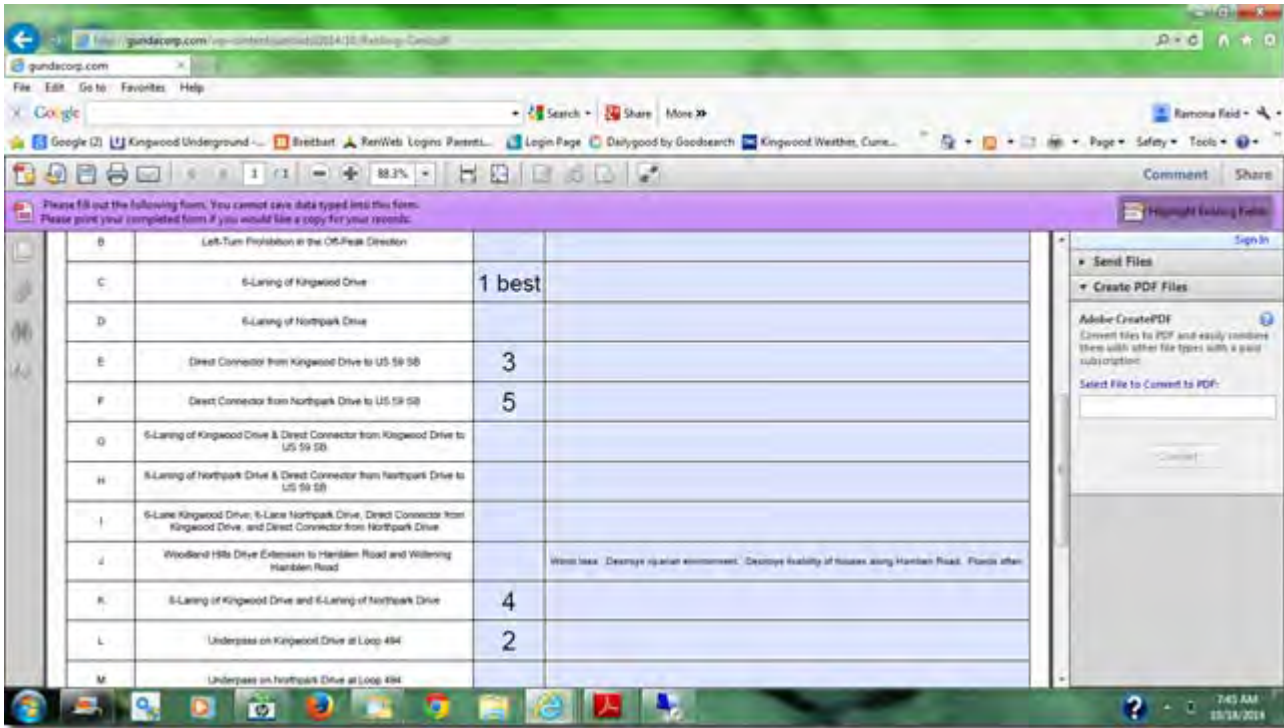 gundacorp.com
gundacorp.com
File Edit Go to Favorites Help
Google Search Share More »
Ramona Reid
Google (2) Kingwood Underground -... Breitbart RenWeb Logins Parent... Login Page Dailygood by Goodsearch Kingwood Weather, Curre...
Page Safety Tools
1 / 1 88.3% Comment Share
Please fill out the following form. You cannot save data typed into this form.
Please print your completed form if you would like a copy for your records.
Highlight Existing Fields
Sign In
B Left-Turn Prohibition in the Off-Peak Direction
Send Files
C 6-Laning of Kingwood Drive 1 best
Create PDF Files
D 6-Laning of Northpark Drive
Adobe CreatePDF
Convert files to PDF and easily combine
them with other file types with a paid
subscription.
E Direct Connector from Kingwood Drive to US 59 SB 3
Select File to Convert to PDF:
F Direct Connector from Northpark Drive to US 59 SB 5
G 6-Laning of Kingwood Drive & Direct Connector from Kingwood Drive to
US 59 SB
Convert
H 6-Laning of Northpark Drive & Direct Connector from Northpark Drive to
US 59 SB
I 6-Lane Kingwood Drive, 6-Lane Northpark Drive, Direct Connector from
Kingwood Drive, and Direct Connector from Northpark Drive
J Woodland Hills Drive Extension to Hamblen Road and Widening
Hamblen Road
Worst Idea. Destroys riparian environment. Destroys livability of houses along Hamblen Road. Floods often
K 6-Laning of Kingwood Drive and 6-Laning of Northpark Drive 4
L Underpass on Kingwood Drive at Loop 494 2
M Underpass on Northpark Drive at Loop 494
7:45 AM